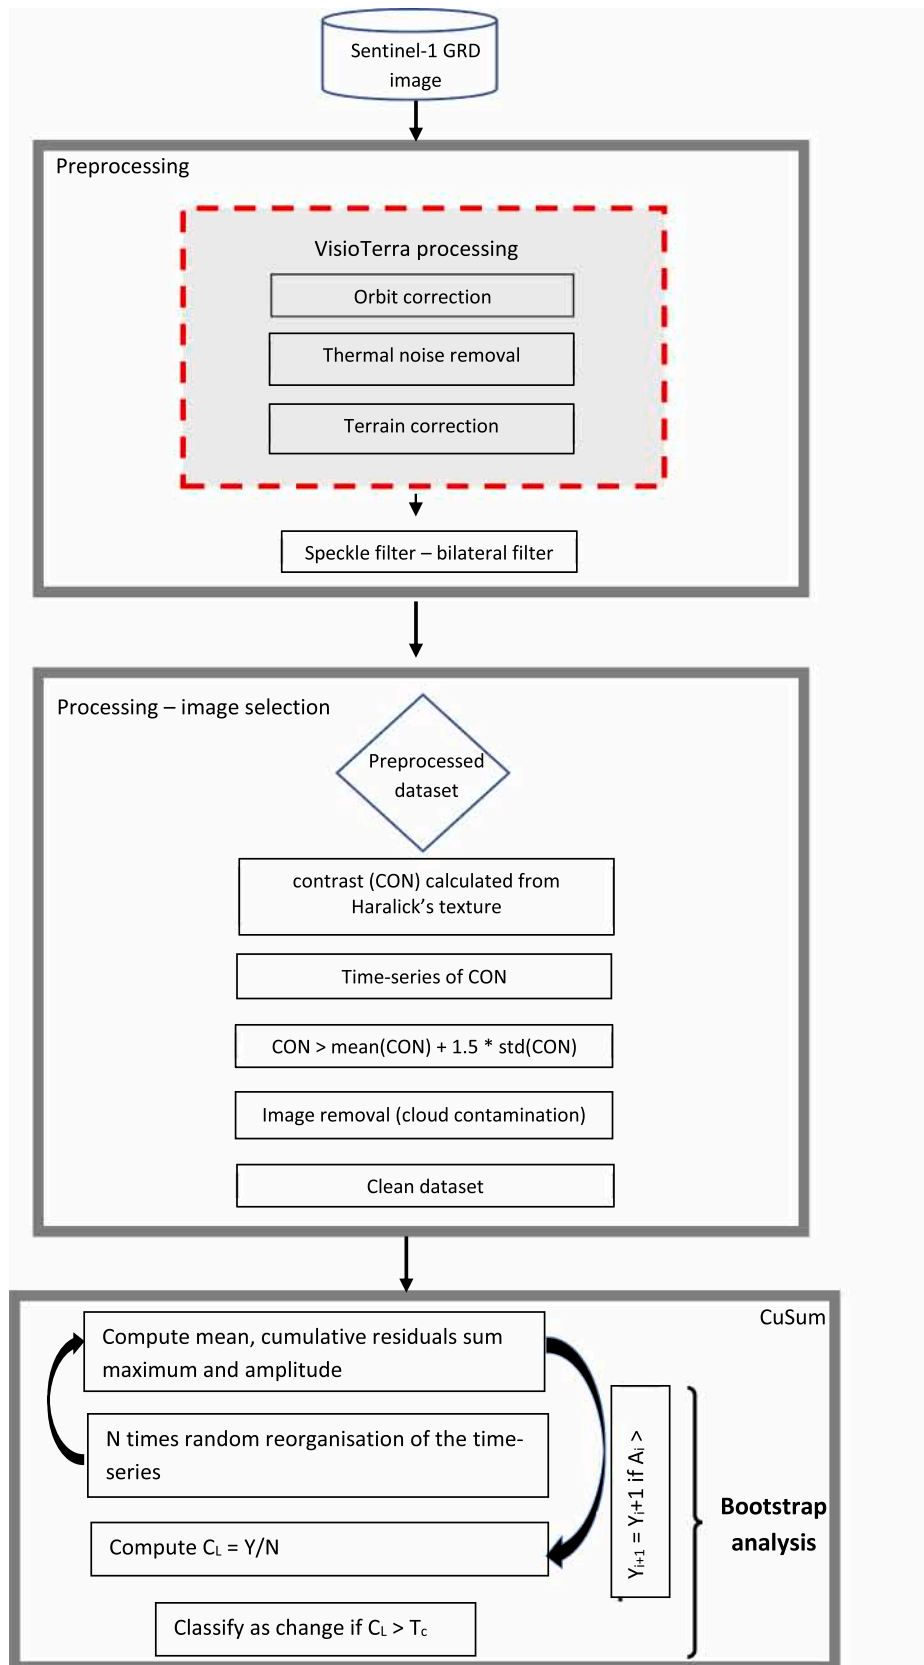 Sentinel-1 GRD
image
Preprocessing
VisioTerra processing
Orbit correction
Thermal noise removal
Terrain correction
Speckle filter – bilateral filter
Processing – image selection
Preprocessed
dataset
contrast (CON) calculated from
Haralick's texture
Time-series of CON
CON > mean(CON) + 1.5 * std(CON)
Image removal (cloud contamination)
Clean dataset
CuSum
Compute mean, cumulative residuals sum
maximum and amplitude
N times random reorganisation of the time-
series
Compute CL = Y/N
Classify as change if CL > Tc
Yi+1 = Yi+1 if Ai >
Bootstrap
analysis